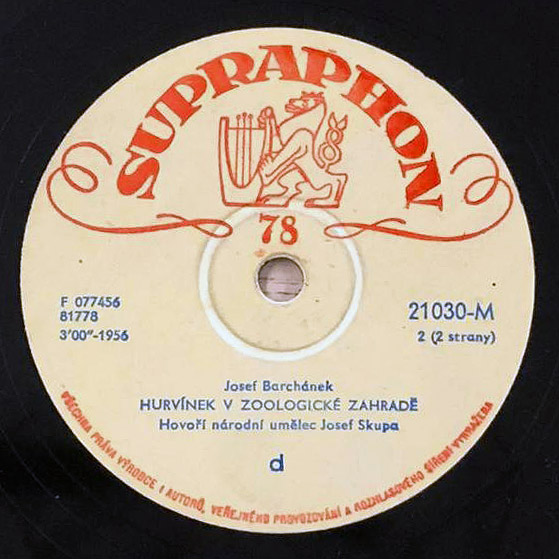 SUPRAPHON
78
F 077456
81778
3'00"-1956
21030-M
2 (2 strany)
Josef Barchánek
HURVÍNEK V ZOOLOGICKÉ ZAHRADĚ
Hovoří národní umělec Josef Skupa
d
VŠECHNA PRÁVA VÝROBCE I AUTORŮ, VEŘEJNÉHO PROVOZOVÁNÍ A ROZHLASOVÉHO ŠÍŘENÍ VYHRAŽENA